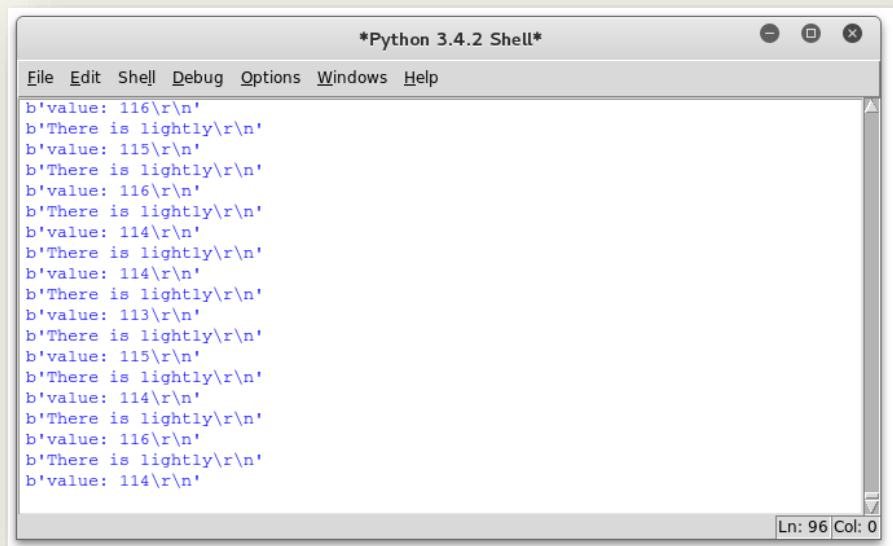 *Python 3.4.2 Shell*
File Edit Shell Debug Options Windows Help
b'value: 116\r\n'
b'There is lightly\r\n'
b'value: 115\r\n'
b'There is lightly\r\n'
b'value: 116\r\n'
b'There is lightly\r\n'
b'value: 114\r\n'
b'There is lightly\r\n'
b'value: 114\r\n'
b'There is lightly\r\n'
b'value: 113\r\n'
b'There is lightly\r\n'
b'value: 115\r\n'
b'There is lightly\r\n'
b'value: 114\r\n'
b'There is lightly\r\n'
b'value: 116\r\n'
b'There is lightly\r\n'
b'value: 114\r\n'
Ln: 96 Col: 0